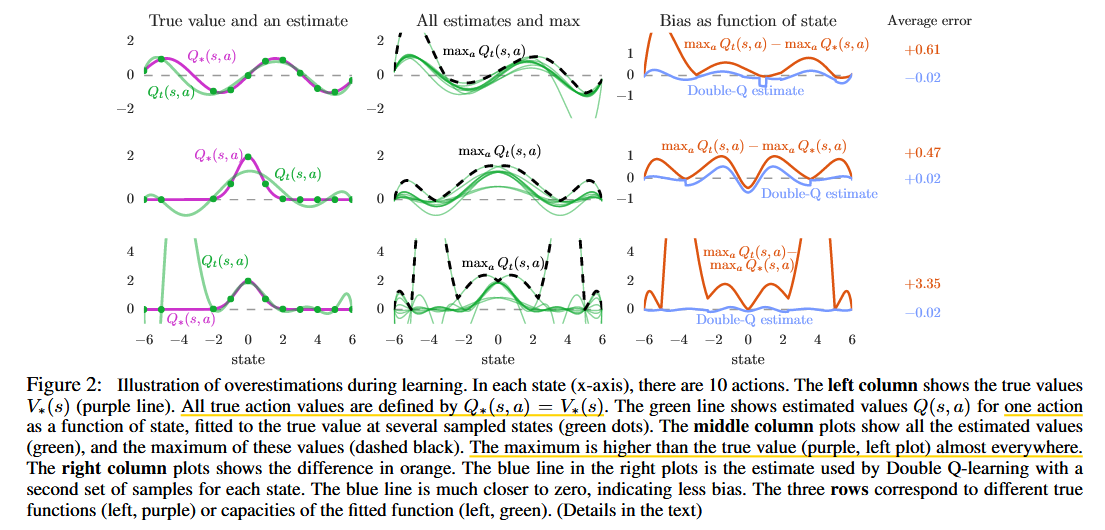 True value and an estimate
All estimates and max
Bias as function of state
Average error
2
0
−2
Q∗(s, a)
Qt(s, a)
2
0
−2
maxa Qt(s, a)
1
0
−1
maxa Qt(s, a) − maxa Q∗(s, a)
Double-Q estimate
+0.61
−0.02
2
0
Q∗(s, a)
Qt(s, a)
2
0
maxa Qt(s, a)
1
0
−1
maxa Qt(s, a) − maxa Q∗(s, a)
Double-Q estimate
+0.47
+0.02
4
2
0
Qt(s, a)
Q∗(s, a)
4
2
0
maxa Qt(s, a)
4
2
0
maxa Qt(s, a)−
maxa Q∗(s, a)
Double-Q estimate
+3.35
−0.02
−6 −4 −2 0 2 4 6
−6 −4 −2 0 2 4 6
−6 −4 −2 0 2 4 6
state
state
state
Figure 2: Illustration of overestimations during learning. In each state (x-axis), there are 10 actions. The left column shows the true values
V∗(s) (purple line). All true action values are defined by Q∗(s, a) = V∗(s). The green line shows estimated values Q(s, a) for one action
as a function of state, fitted to the true value at several sampled states (green dots). The middle column plots show all the estimated values
(green), and the maximum of these values (dashed black). The maximum is higher than the true value (purple, left plot) almost everywhere.
The right column plots shows the difference in orange. The blue line in the right plots is the estimate used by Double Q-learning with a
second set of samples for each state. The blue line is much closer to zero, indicating less bias. The three rows correspond to different true
functions (left, purple) or capacities of the fitted function (left, green). (Details in the text)